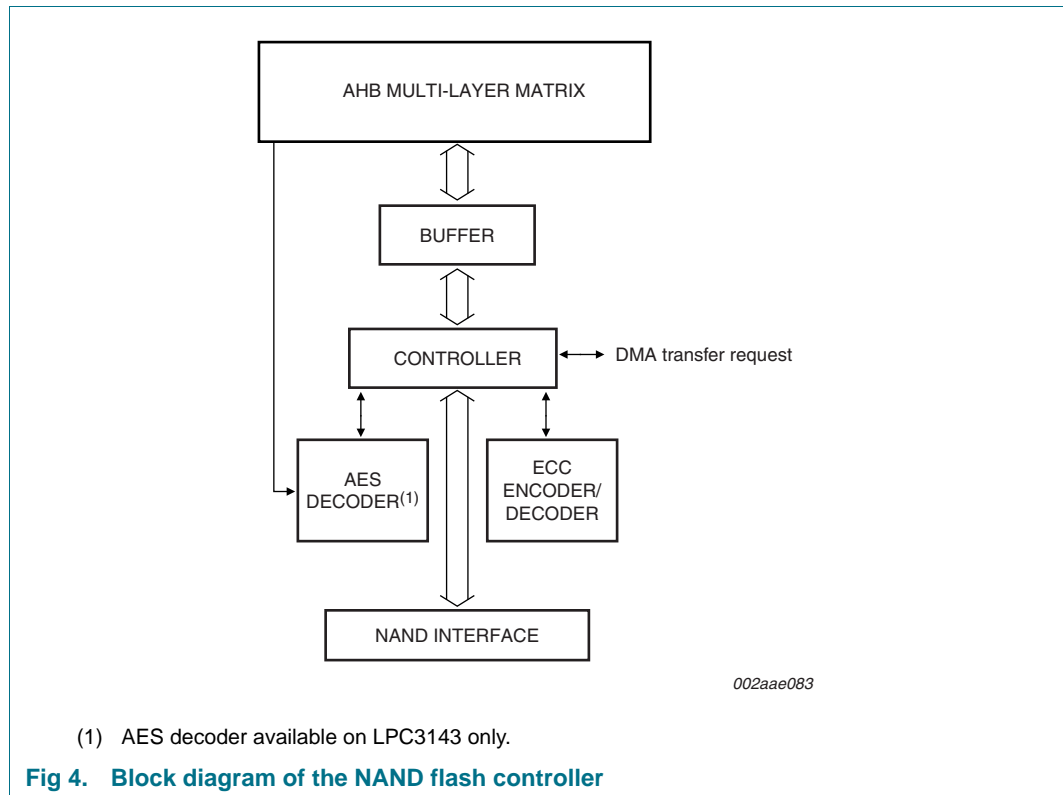 AHB MULTI-LAYER MATRIX
BUFFER
CONTROLLER
DMA transfer request
AES
DECODER(1)
ECC
ENCODER/
DECODER
NAND INTERFACE
002aae083
(1) AES decoder available on LPC3143 only.
Fig 4. Block diagram of the NAND flash controller